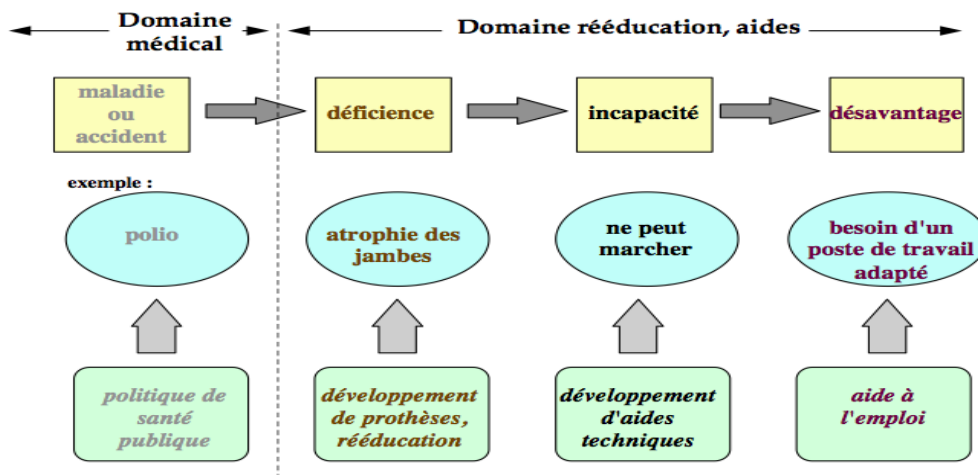 Domaine
médical
Domaine rééducation, aides
maladie
ou
accident
déficience
incapacité
désavantage
exemple :
polio
atrophie des
jambes
ne peut
marcher
besoin d'un
poste de travail
adapté
politique de
santé
publique
développement
de prothèses,
rééducation
développement
d'aides
techniques
aide à
l'emploi